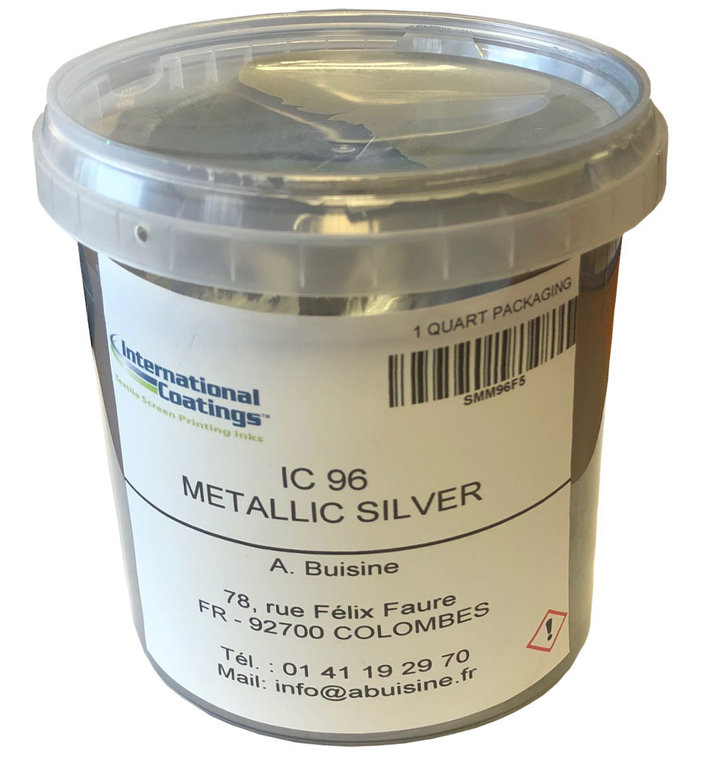 1 QUART PACKAGING
SMM96F5
International
Coatings™
Textile Screen Printing Inks
IC 96
METALLIC SILVER
A. Buisine
78, rue Félix Faure
FR - 92700 COLOMBES
Tél. : 01 41 19 29 70
Mail: info@abuisine.fr